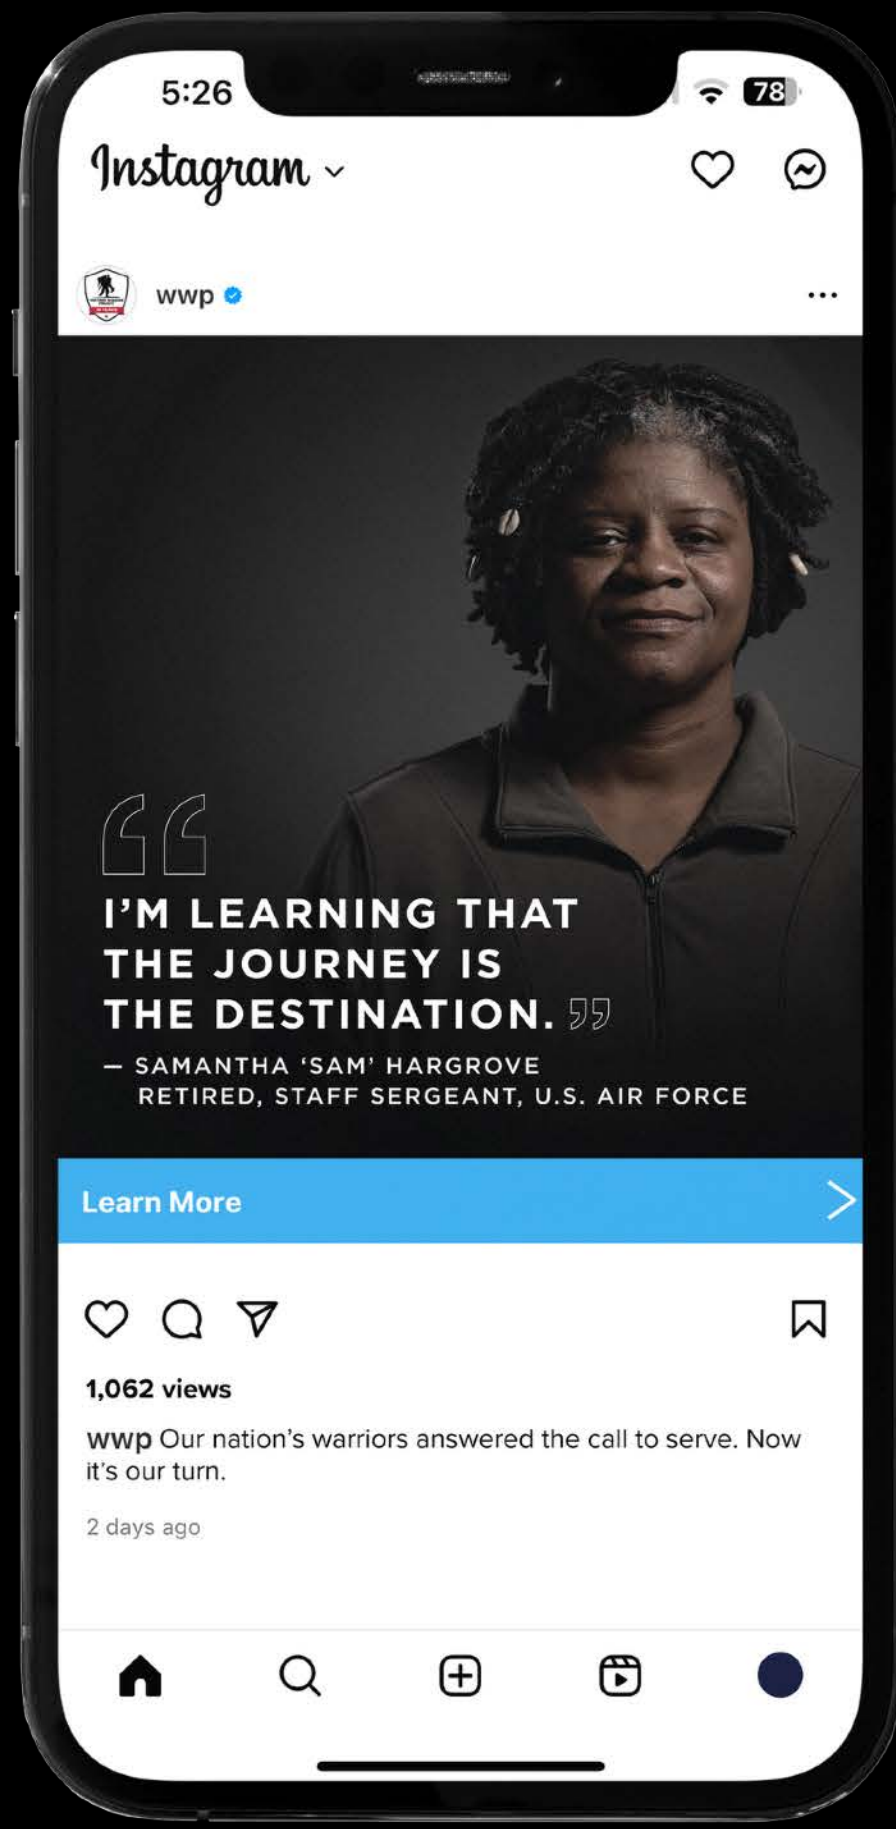 5:26
78
Instagram
wwp
I’M LEARNING THAT
THE JOURNEY IS
THE DESTINATION.
— SAMANTHA ‘SAM’ HARGROVE
RETIRED, STAFF SERGEANT, U.S. AIR FORCE
Learn More
1,062 views
wwp Our nation’s warriors answered the call to serve. Now
it’s our turn.
2 days ago